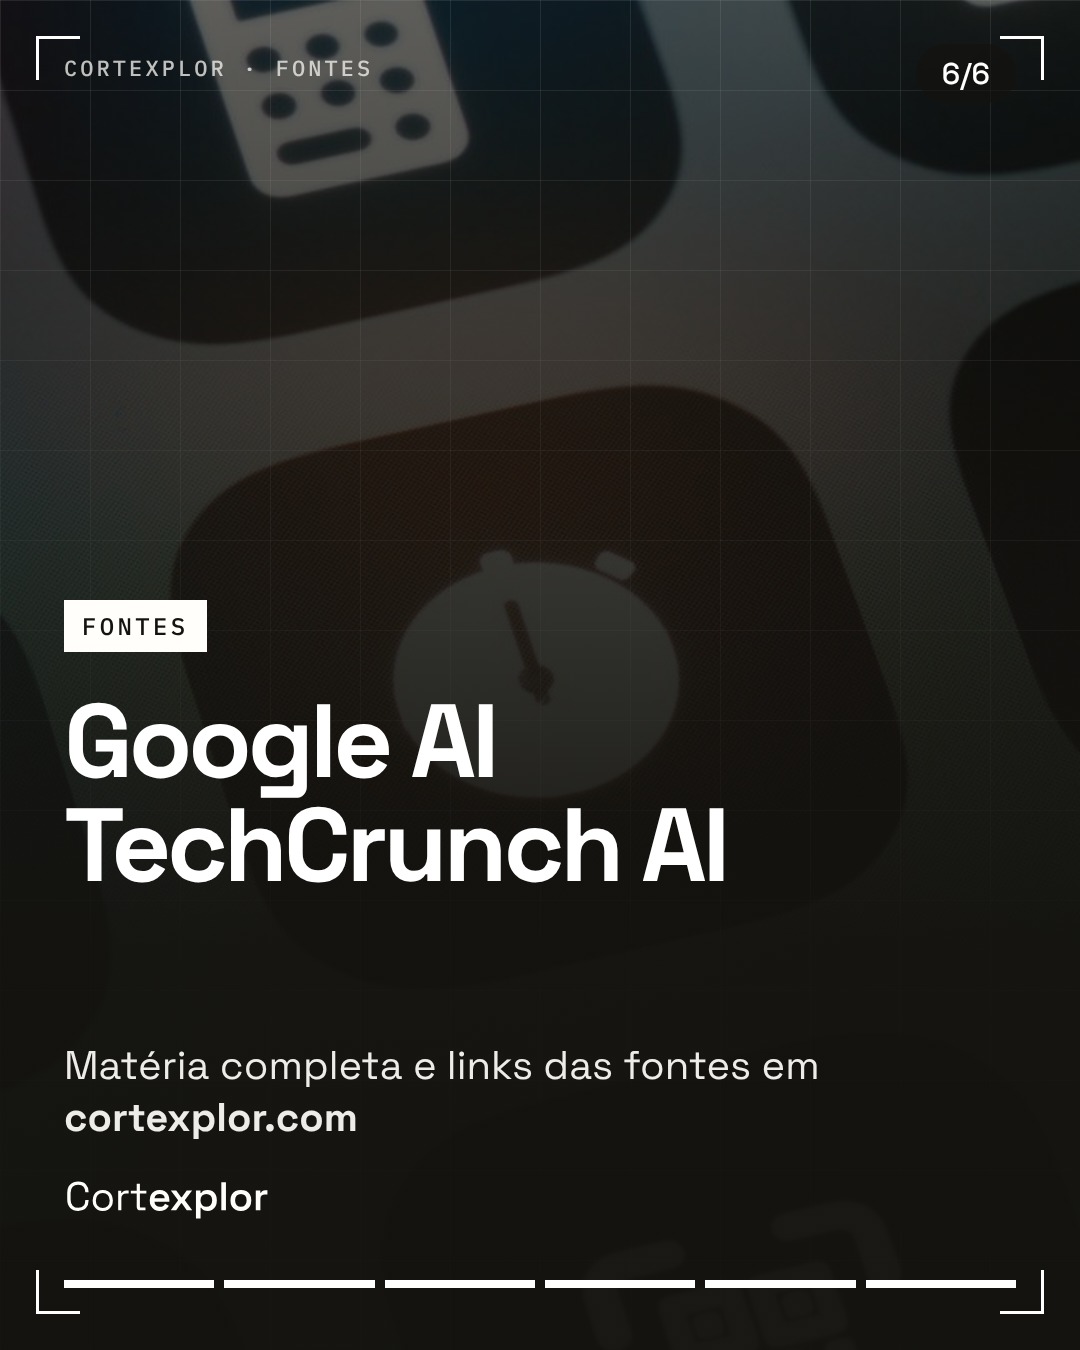 CORTEXPLOR · FONTES
6/6
FONTES
Google AI
TechCrunch AI
Matéria completa e links das fontes em
cortexplor.com
Cortexplor